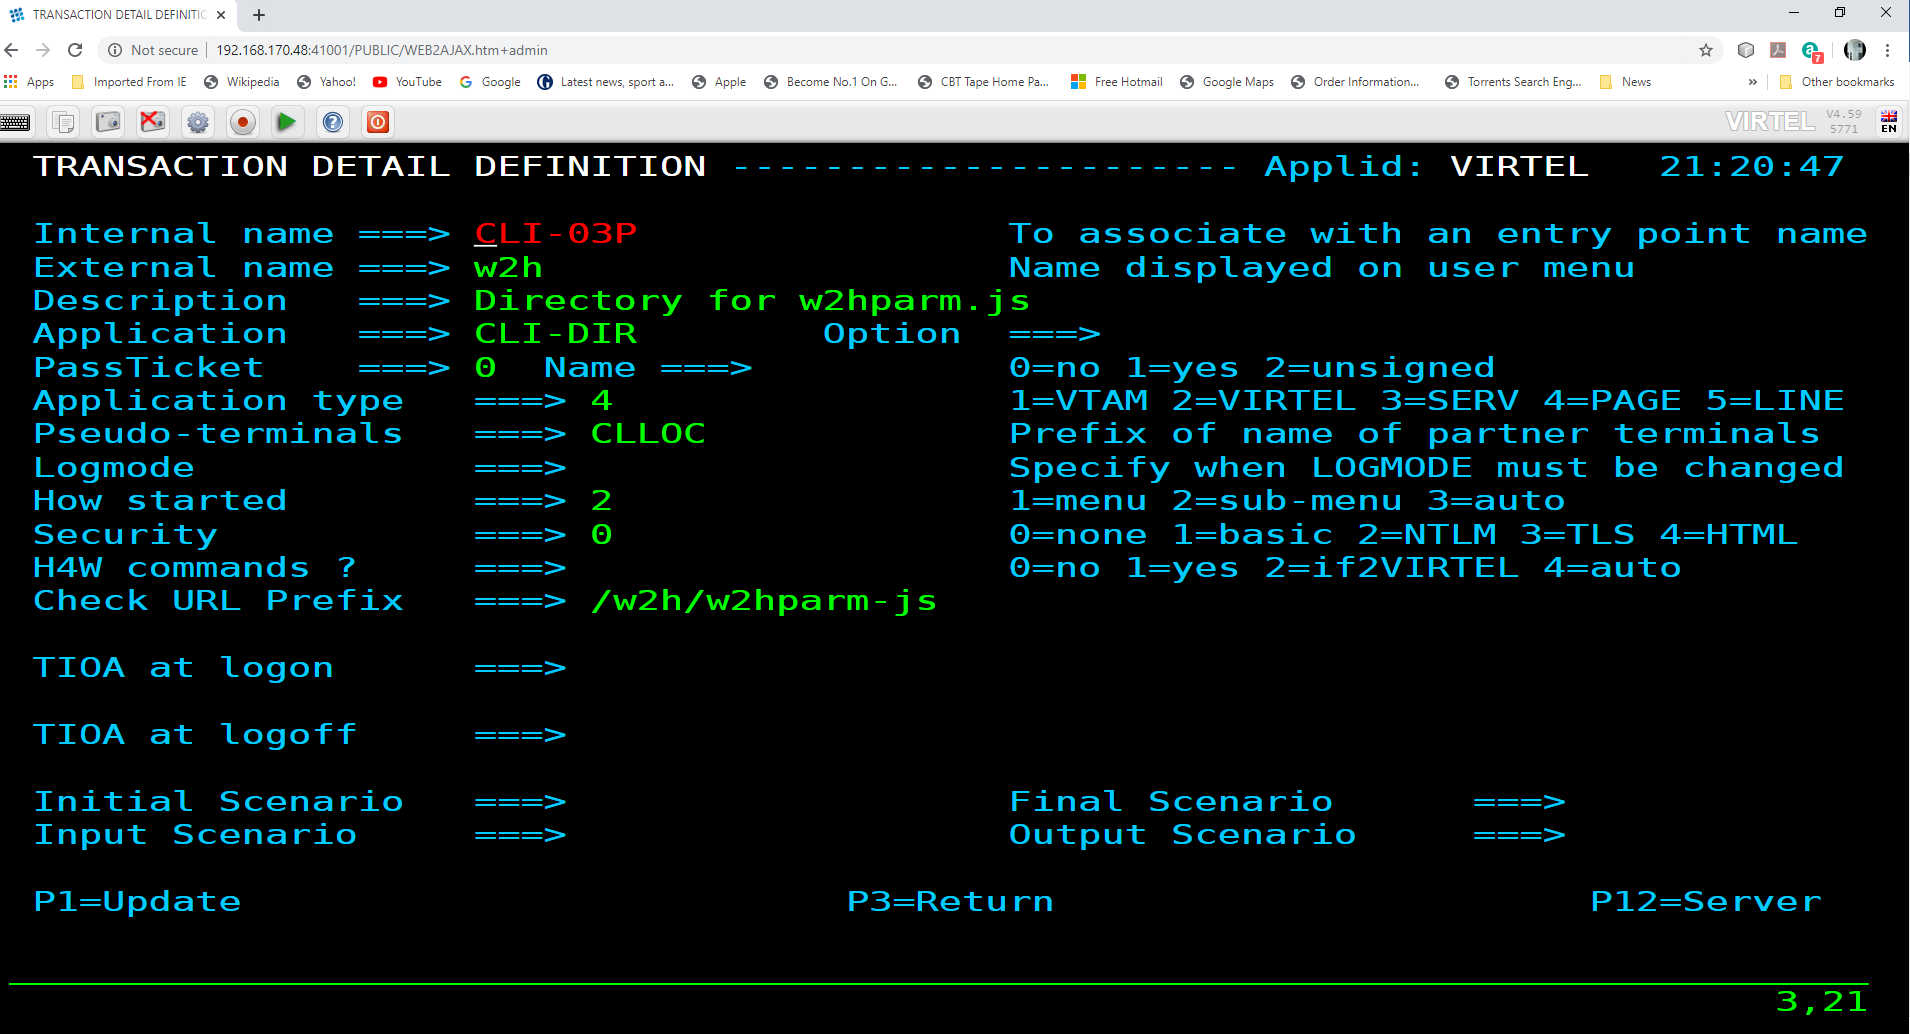 TRANSACTION DETAIL DEFINITIC
Not secure | 192.168.170.48:41001/PUBLIC/WEB2AJAX.htm+admin
7
Apps Imported From IE Wikipedia Yahoo! YouTube Google Latest news, sport a... Apple Become No.1 On G... CBT Tape Home Pa... Free Hotmail Google Maps Order Information... Torrents Search Eng... News » Other bookmarks
VIRTEL V4.59 5771 EN
TRANSACTION DETAIL DEFINITION ---------------------- Applid: VIRTEL 21:20:47
Internal name ===> CLI-03P To associate with an entry point name
External name ===> w2h Name displayed on user menu
Description ===> Directory for w2hparm.js
Application ===> CLI-DIR Option ===>
PassTicket ===> 0 Name ===> 0=no 1=yes 2=unsigned
Application type ===> 4 1=VTAM 2=VIRTEL 3=SERV 4=PAGE 5=LINE
Pseudo-terminals ===> CLLOC Prefix of name of partner terminals
Logmode ===> Specify when LOGMODE must be changed
How started ===> 2 1=menu 2=sub-menu 3=auto
Security ===> 0 0=none 1=basic 2=NTLM 3=TLS 4=HTML
H4W commands ? ===> 0=no 1=yes 2=if2VIRTEL 4=auto
Check URL Prefix ===> /w2h/w2hparm-js
TIOA at logon ===>
TIOA at logoff ===>
Initial Scenario ===> Final Scenario ===>
Input Scenario ===> Output Scenario ===>
P1=Update P3=Return P12=Server
3,21